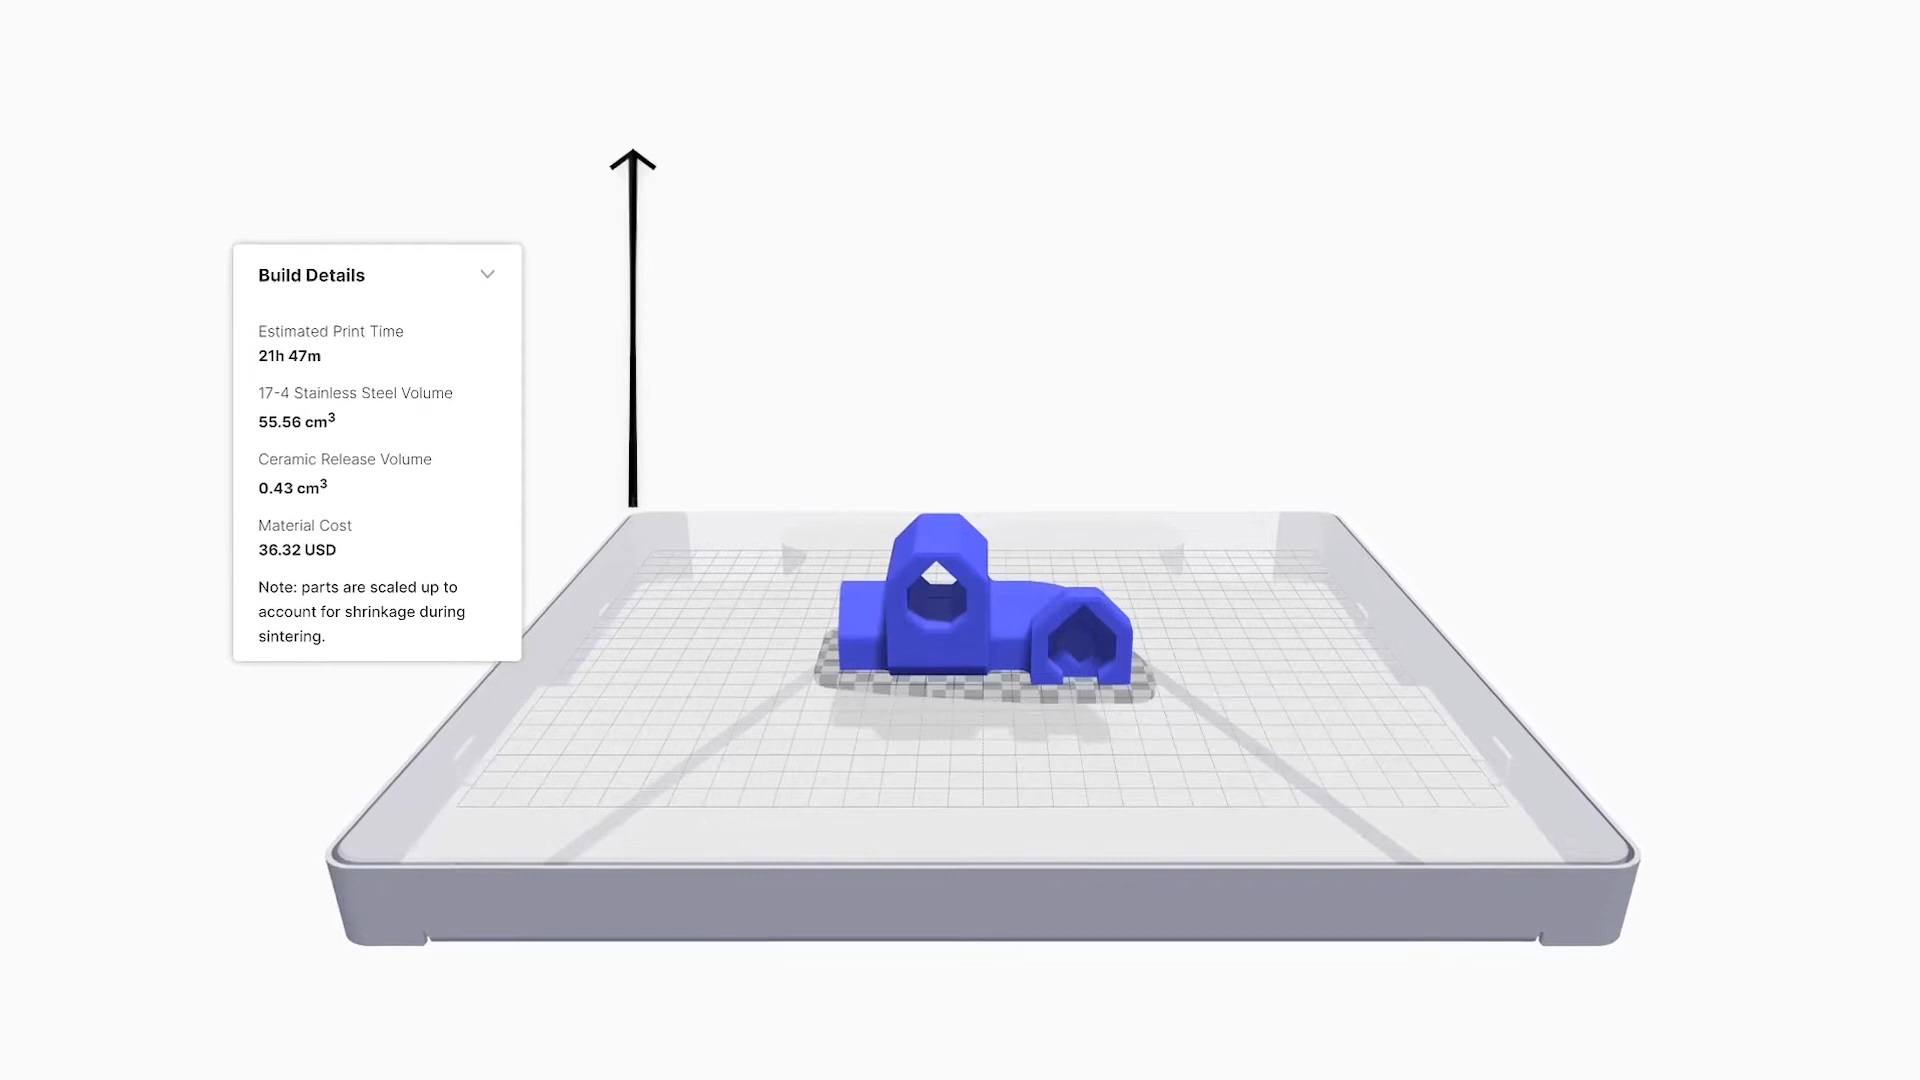 Build Details
Estimated Print Time
21h 47m
17-4 Stainless Steel Volume
55.56 cm³
Ceramic Release Volume
0.43 cm³
Material Cost
36.32 USD
Note: parts are scaled up to
account for shrinkage during
sintering.